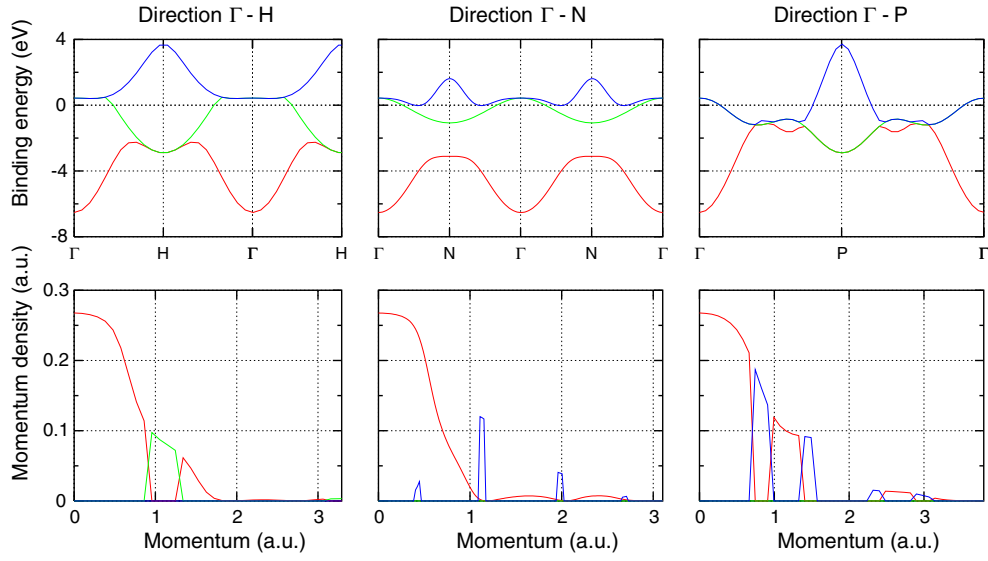 Direction Γ - H
Direction Γ - N
Direction Γ - P
Binding energy (eV)
4
0
-4
-8
Γ H Γ H
Γ N Γ N Γ
Γ P Γ
Momentum density (a.u.)
0.3
0.2
0.1
0
0 1 2 3
0 1 2 3
0 1 2 3
Momentum (a.u.)
Momentum (a.u.)
Momentum (a.u.)